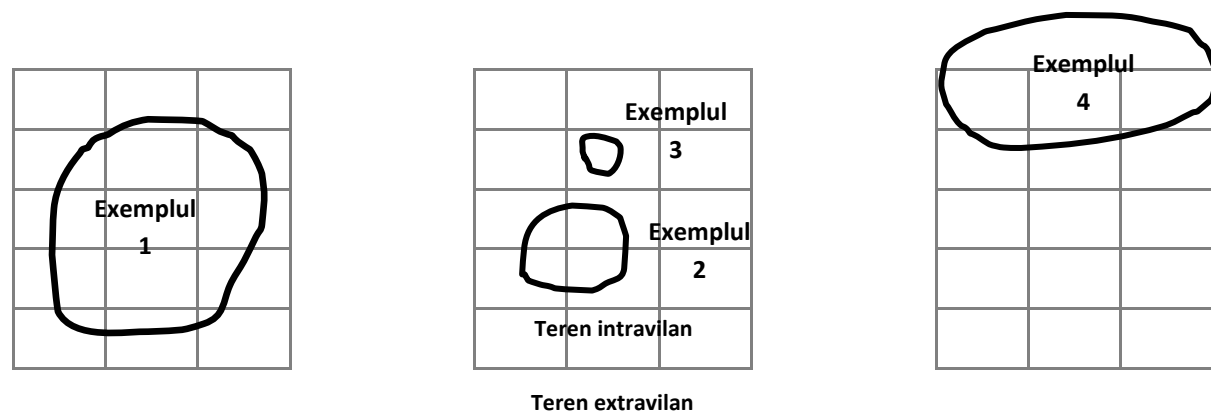 Exemplul
1
Exemplul
3
Exemplul
2
Teren intravilan
Teren extravilan
Exemplul
4